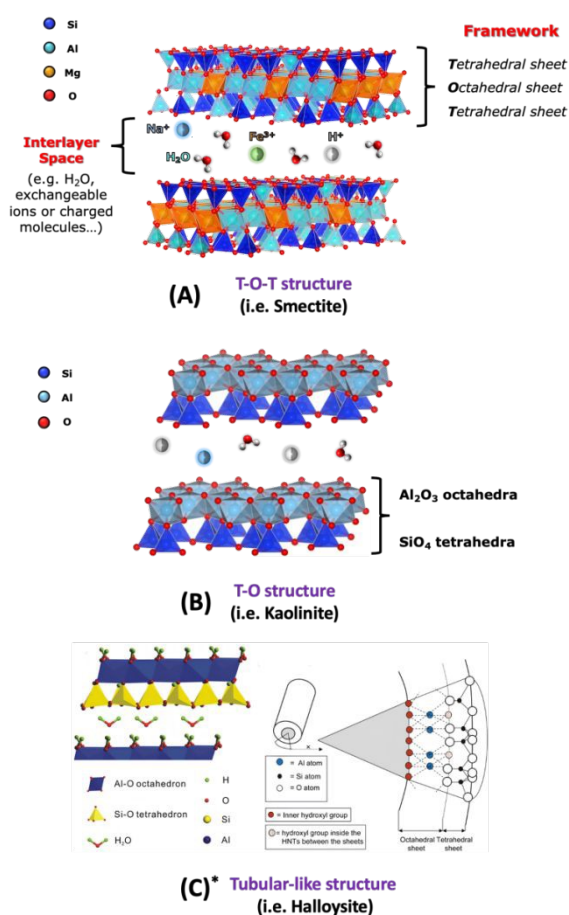 Si
Al
Mg
O
Framework
Tetrahedral sheet
Octahedral sheet
Tetrahedral sheet
Interlayer
Space
(e.g. H₂O,
exchangeable
ions or charged
molecules...)
Na⁺
H₂O
Fe³⁺
H⁺
(A)
T-O-T structure
(i.e. Smectite)
Si
Al
O
Al₂O₃ octahedra
SiO₄ tetrahedra
(B)
T-O structure
(i.e. Kaolinite)
Al-O octahedron
Si-O tetrahedron
H₂O
H
O
Si
Al
= Al atom
= Si atom
= O atom
= Inner hydroxyl group
= hydroxyl group inside the
HNTs between the sheets
Octahedral
sheet
Tetrahedral
sheet
(C)*
Tubular-like structure
(i.e. Halloysite)